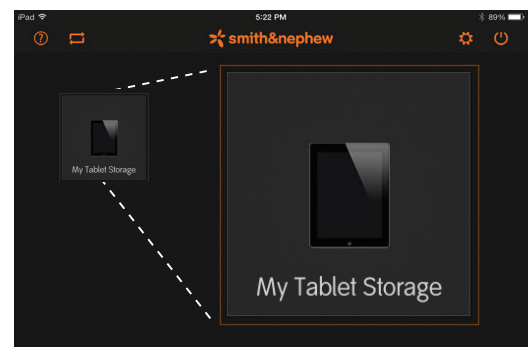 iPad 5:22 PM 89%
?
smith&nephew
My Tablet Storage
My Tablet Storage